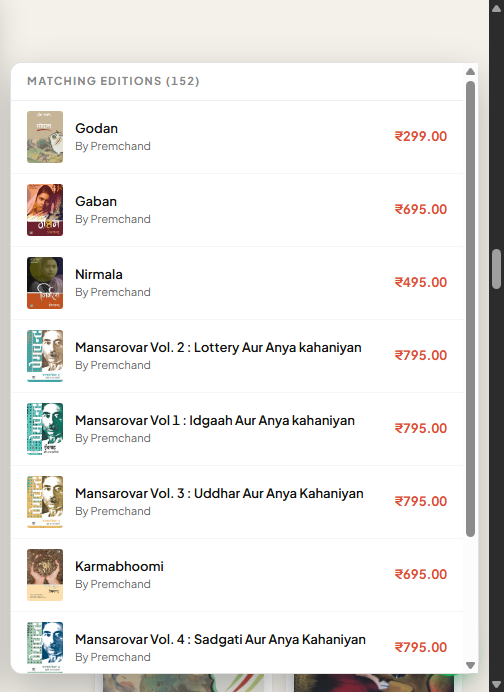 MATCHING EDITIONS (152)
Godan
By Premchand
₹299.00
Gaban
By Premchand
₹695.00
Nirmala
By Premchand
₹495.00
Mansarovar Vol. 2 : Lottery Aur Anya kahaniyan
By Premchand
₹795.00
Mansarovar Vol 1 : Idgaah Aur Anya kahaniyan
By Premchand
₹795.00
Mansarovar Vol. 3 : Uddhar Aur Anya Kahaniyan
By Premchand
₹795.00
Karmabhoomi
By Premchand
₹695.00
Mansarovar Vol. 4 : Sadgati Aur Anya Kahaniyan
By Premchand
₹795.00